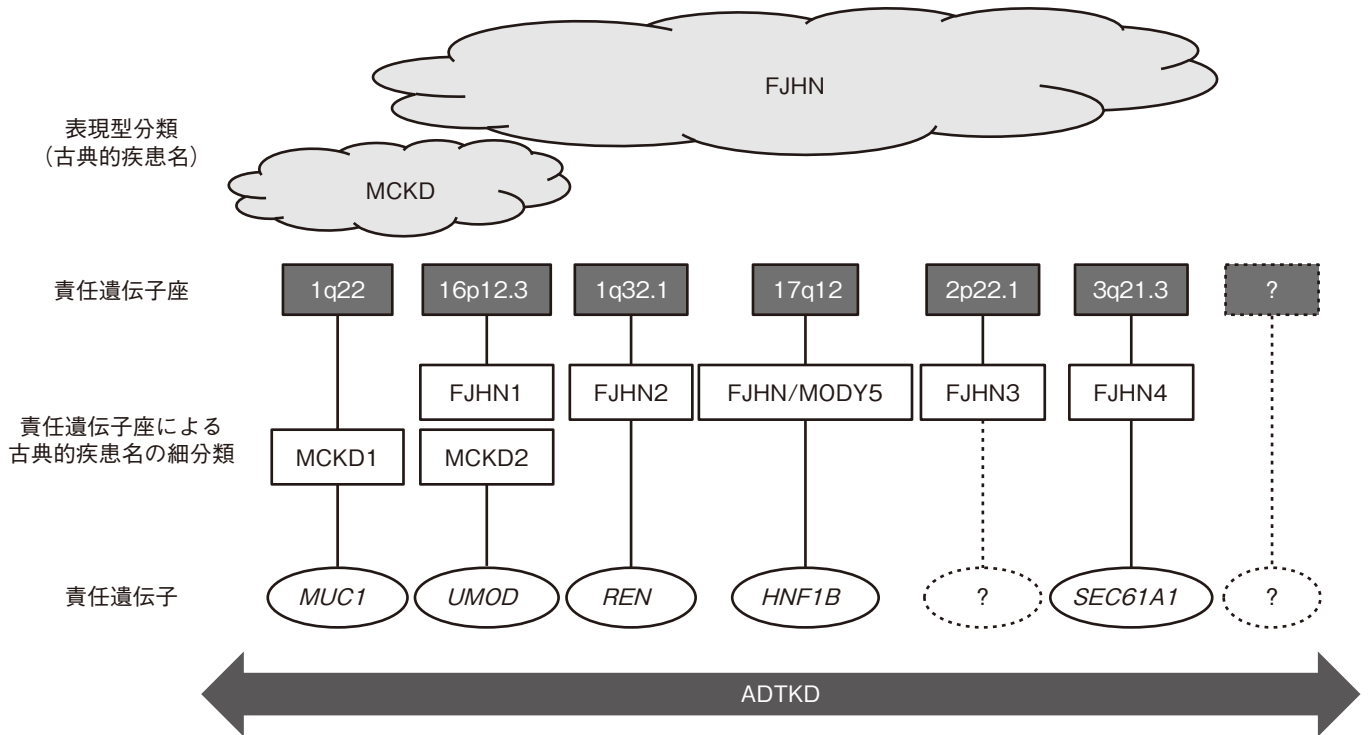 FJHN
表現型分類
（古典的疾患名）
MCKD
責任遺伝子座
1q22
16p12.3
1q32.1
17q12
2p22.1
3q21.3
?
FJHN1
FJHN2
FJHN/MODY5
FJHN3
FJHN4
責任遺伝子座による
古典的疾患名の細分類
MCKD1
MCKD2
責任遺伝子
MUC1
UMOD
REN
HNF1B
?
SEC61A1
?
ADTKD